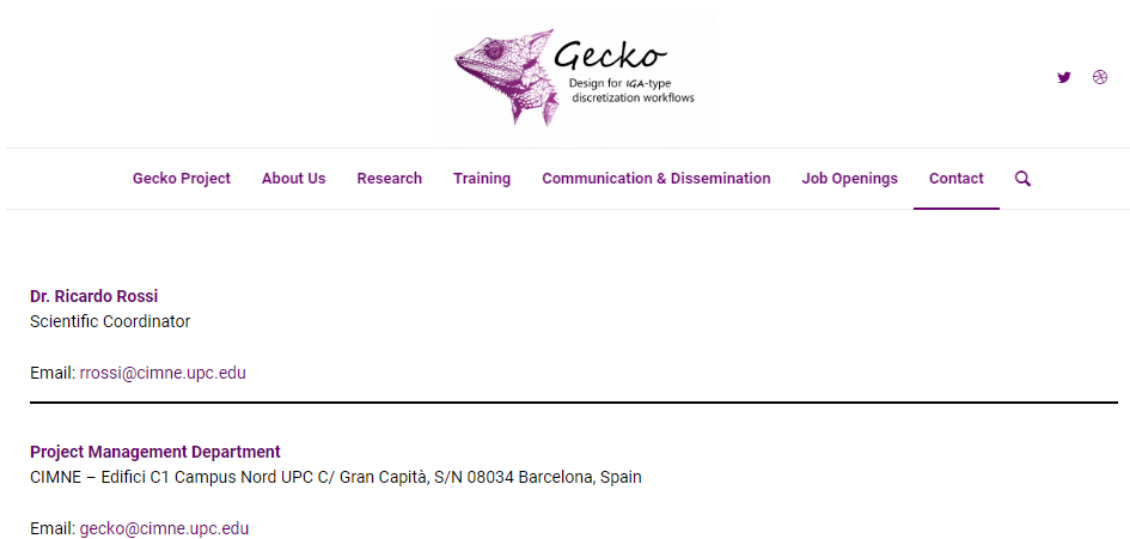 Gecko
Design for IGA-type
discretization workflows
Gecko Project About Us Research Training Communication & Dissemination Job Openings Contact
Dr. Ricardo Rossi
Scientific Coordinator
Email: rrossi@cimne.upc.edu
Project Management Department
CIMNE – Edifici C1 Campus Nord UPC C/ Gran Capità, S/N 08034 Barcelona, Spain
Email: gecko@cimne.upc.edu